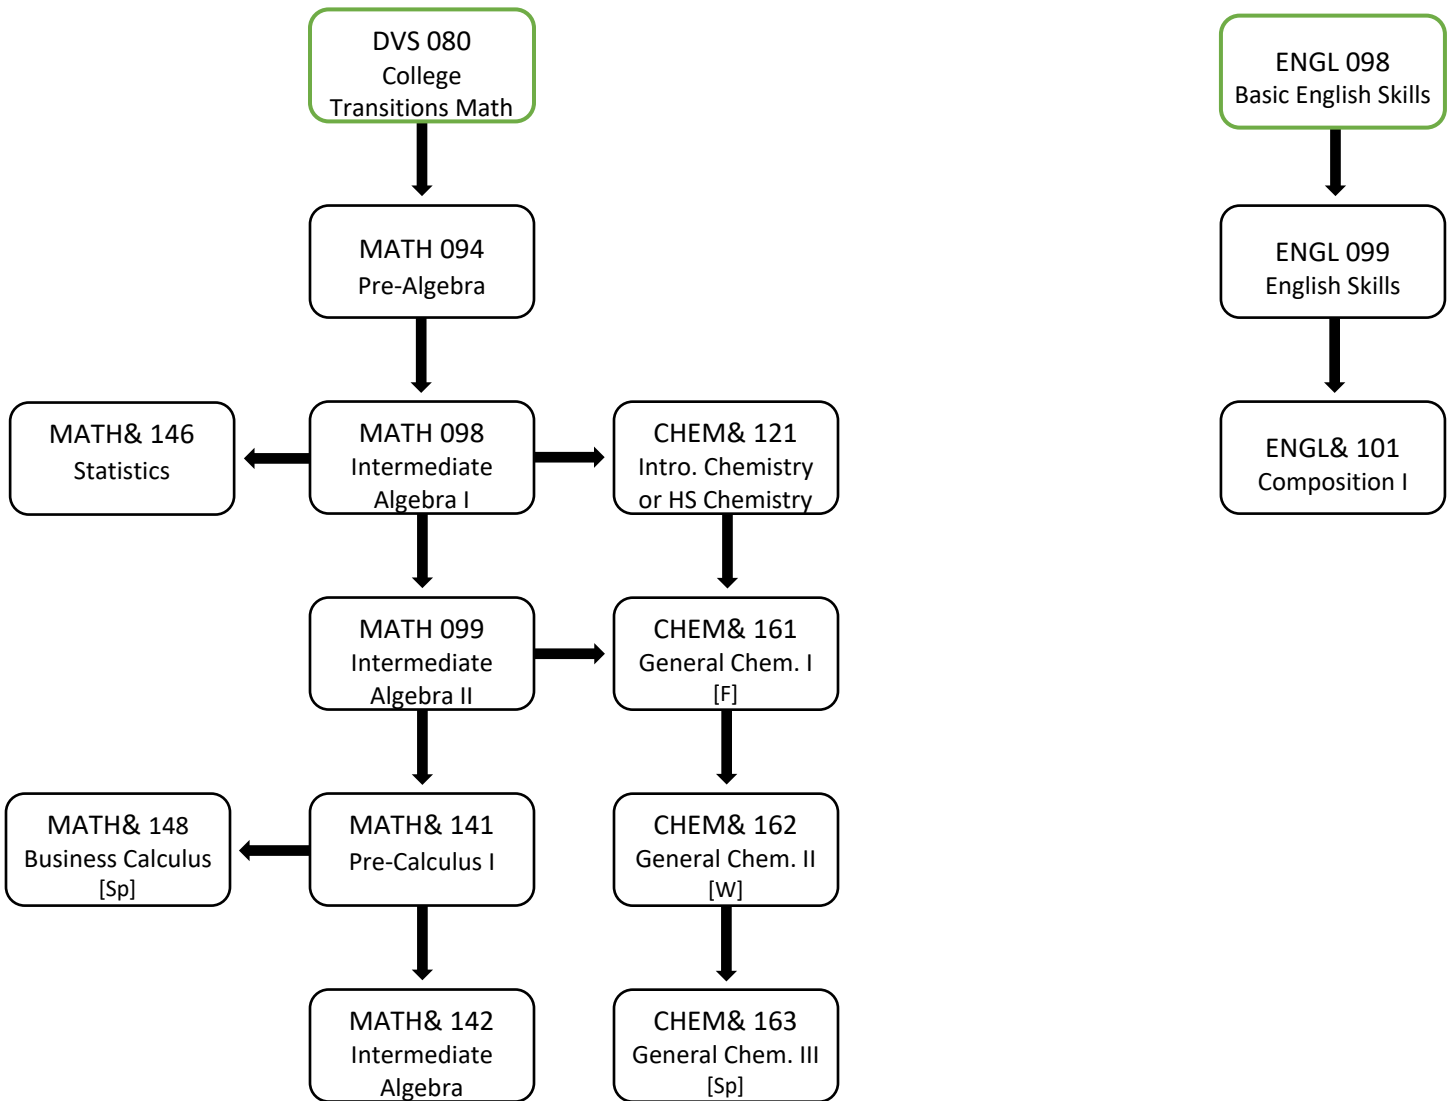 DVS 080
College
Transitions Math
ENGL 098
Basic English Skills
MATH 094
Pre-Algebra
ENGL 099
English Skills
MATH& 146
Statistics
MATH 098
Intermediate
Algebra I
CHEM& 121
Intro. Chemistry
or HS Chemistry
ENGL& 101
Composition I
MATH 099
Intermediate
Algebra II
CHEM& 161
General Chem. I
[F]
MATH& 148
Business Calculus
[Sp]
MATH& 141
Pre-Calculus I
CHEM& 162
General Chem. II
[W]
MATH& 142
Intermediate
Algebra
CHEM& 163
General Chem. III
[Sp]